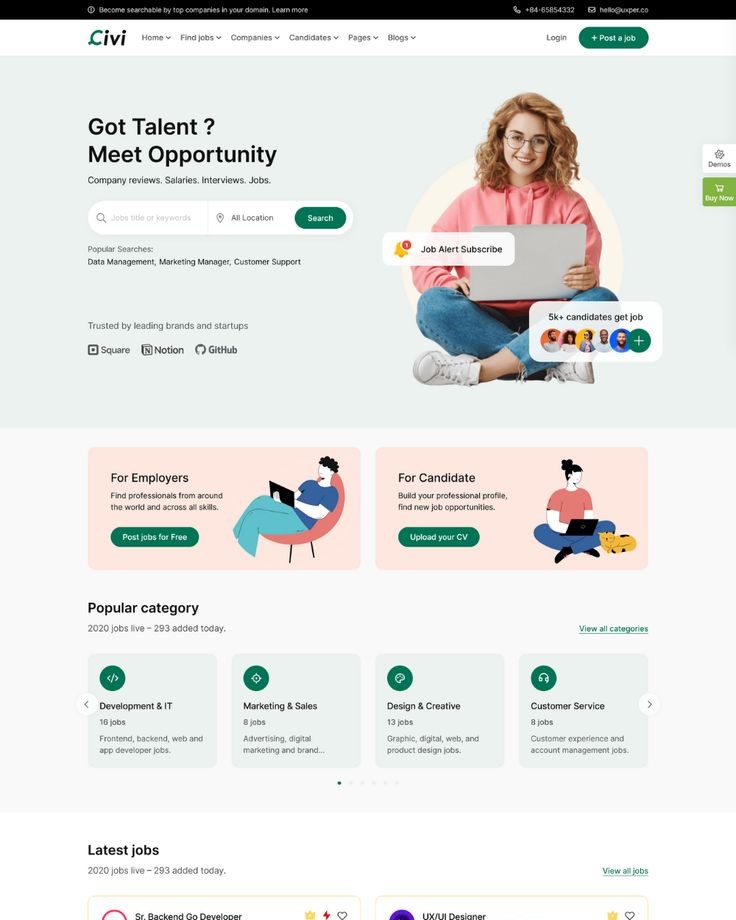 Become searchable by top companies in your domain. Learn more
+84-65854332
hello@uxper.co
Civi
Home
Find jobs
Companies
Candidates
Pages
Blogs
Login
+ Post a job
Got Talent ?
Meet Opportunity
Company reviews. Salaries. Interviews. Jobs.
Jobs title or keywords
All Location
Search
Popular Searches:
Data Management, Marketing Manager, Customer Support
Trusted by leading brands and startups
Square
Notion
GitHub
1
Job Alert Subscribe
5k+ candidates get job
Demos
Buy Now
For Employers
Find professionals from around
the world and across all skills.
Post jobs for Free
For Candidate
Build your professional profile,
find new job opportunities.
Upload your CV
Popular category
2020 jobs live – 293 added today.
View all categories
Development & IT
16 jobs
Frontend, backend, web and
app developer jobs.
Marketing & Sales
8 jobs
Advertising, digital
marketing and brand...
Design & Creative
13 jobs
Graphic, digital, web, and
product design jobs.
Customer Service
8 jobs
Customer experience and
account management jobs.
Latest jobs
2020 jobs live – 293 added today.
View all jobs
Sr. Backend Go Developer
UX/UI Designer